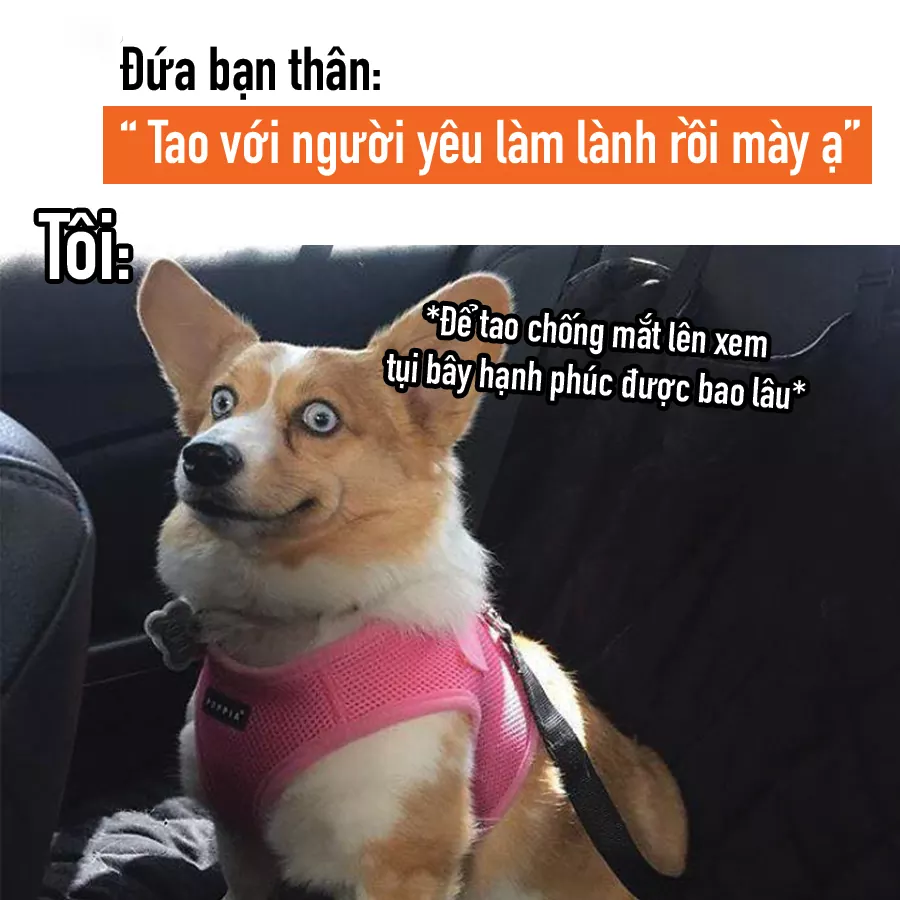 Đứa bạn thân:
“ Tao với người yêu làm lành rồi mày ạ”
Tôi:
*Để tao chống mắt lên xem
tụi bây hạnh phúc được bao lâu*
PUPPIA